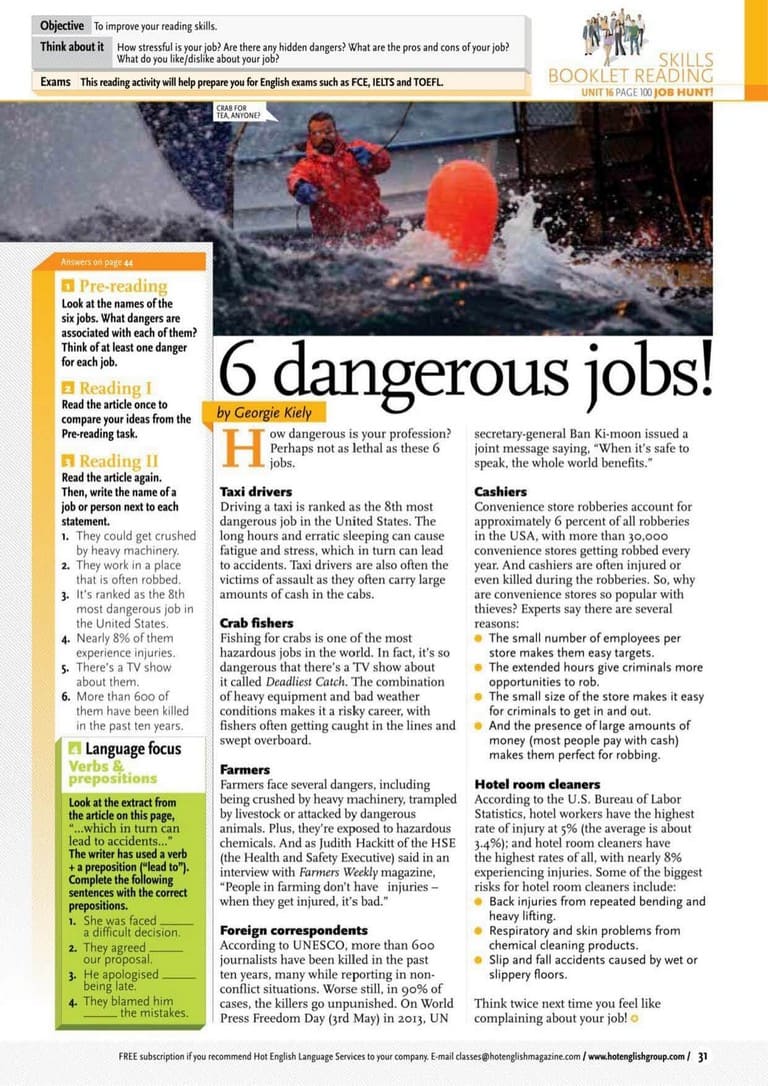 Objective To improve your reading skills.
Think about it How stressful is your job? Are there any hidden dangers? What are the pros and cons of your job?
What do you like/dislike about your job?
Exams This reading activity will help prepare you for English exams such as FCE, IELTS and TOEFL.
SKILLS
BOOKLET READING
UNIT 16 PAGE 100 JOB HUNT!
CRAB FOR
TEA, ANYONE?
Answers on page 44
1 Pre-reading
Look at the names of the
six jobs. What dangers are
associated with each of them?
Think of at least one danger
for each job.
2 Reading I
Read the article once to
compare your ideas from the
Pre-reading task.
3 Reading II
Read the article again.
Then, write the name of a
job or person next to each
statement.
1. They could get crushed
by heavy machinery.
2. They work in a place
that is often robbed.
3. It's ranked as the 8th
most dangerous job in
the United States.
4. Nearly 8% of them
experience injuries.
5. There's a TV show
about them.
6. More than 600 of
them have been killed
in the past ten years.
4 Language focus
Verbs &
prepositions
Look at the extract from
the article on this page,
"...which in turn can
lead to accidents..."
The writer has used a verb
+ a preposition ("lead to").
Complete the following
sentences with the correct
prepositions.
1. She was faced ______
a difficult decision.
2. They agreed ______
our proposal.
3. He apologised ______
being late.
4. They blamed him
______ the mistakes.
6 dangerous jobs!
by Georgie Kiely
How dangerous is your profession?
Perhaps not as lethal as these 6
jobs.
Taxi drivers
Driving a taxi is ranked as the 8th most
dangerous job in the United States. The
long hours and erratic sleeping can cause
fatigue and stress, which in turn can lead
to accidents. Taxi drivers are also often the
victims of assault as they often carry large
amounts of cash in the cabs.
Crab fishers
Fishing for crabs is one of the most
hazardous jobs in the world. In fact, it's so
dangerous that there's a TV show about
it called Deadliest Catch. The combination
of heavy equipment and bad weather
conditions makes it a risky career, with
fishers often getting caught in the lines and
swept overboard.
Farmers
Farmers face several dangers, including
being crushed by heavy machinery, trampled
by livestock or attacked by dangerous
animals. Plus, they're exposed to hazardous
chemicals. And as Judith Hackitt of the HSE
(the Health and Safety Executive) said in an
interview with Farmers Weekly magazine,
"People in farming don't have injuries –
when they get injured, it's bad."
Foreign correspondents
According to UNESCO, more than 600
journalists have been killed in the past
ten years, many while reporting in non-
conflict situations. Worse still, in 90% of
cases, the killers go unpunished. On World
Press Freedom Day (3rd May) in 2013, UN
secretary-general Ban Ki-moon issued a
joint message saying, "When it's safe to
speak, the whole world benefits."
Cashiers
Convenience store robberies account for
approximately 6 percent of all robberies
in the USA, with more than 30,000
convenience stores getting robbed every
year. And cashiers are often injured or
even killed during the robberies. So, why
are convenience stores so popular with
thieves? Experts say there are several
reasons:
● The small number of employees per
store makes them easy targets.
● The extended hours give criminals more
opportunities to rob.
● The small size of the store makes it easy
for criminals to get in and out.
● And the presence of large amounts of
money (most people pay with cash)
makes them perfect for robbing.
Hotel room cleaners
According to the U.S. Bureau of Labor
Statistics, hotel workers have the highest
rate of injury at 5% (the average is about
3.4%); and hotel room cleaners have
the highest rates of all, with nearly 8%
experiencing injuries. Some of the biggest
risks for hotel room cleaners include:
● Back injuries from repeated bending and
heavy lifting.
● Respiratory and skin problems from
chemical cleaning products.
● Slip and fall accidents caused by wet or
slippery floors.
Think twice next time you feel like
complaining about your job!
FREE subscription if you recommend Hot English Language Services to your company. E-mail classes@hotenglishmagazine.com / www.hotenglishgroup.com / 31